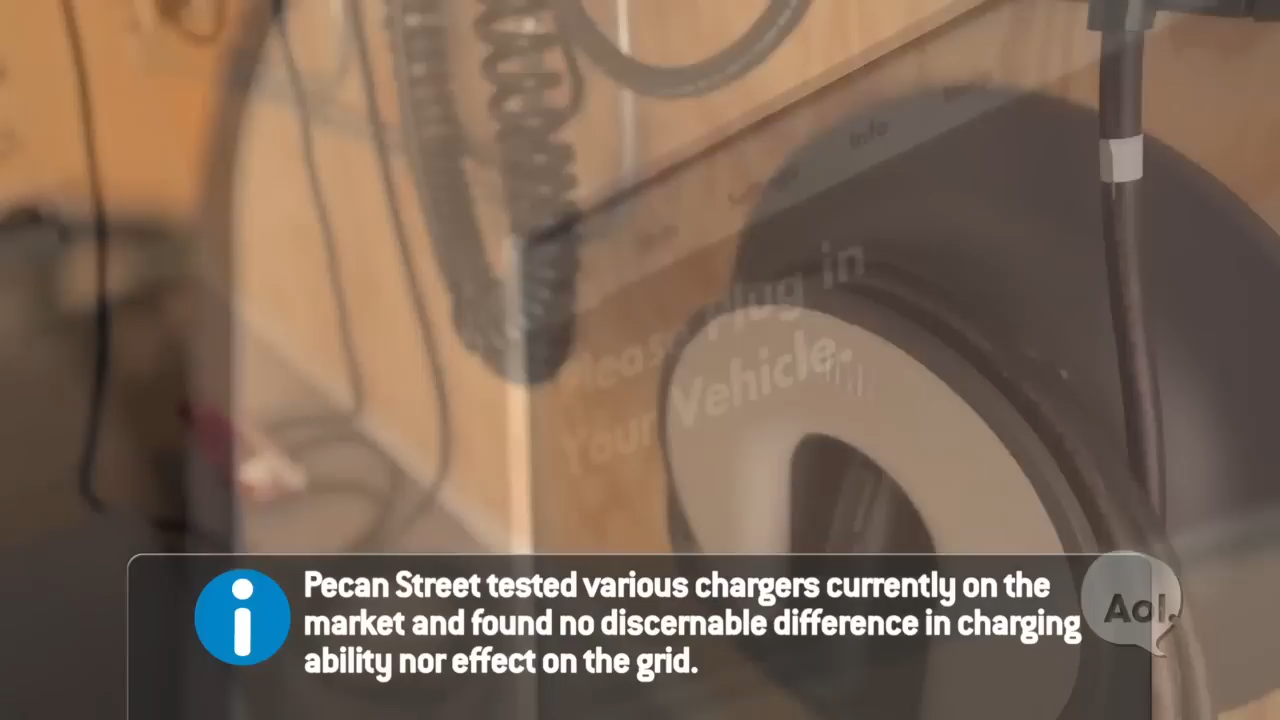 Info
Please Plug in
Your Vehicle.
Pecan Street tested various chargers currently on the
market and found no discernable difference in charging
ability nor effect on the grid.
Aol.